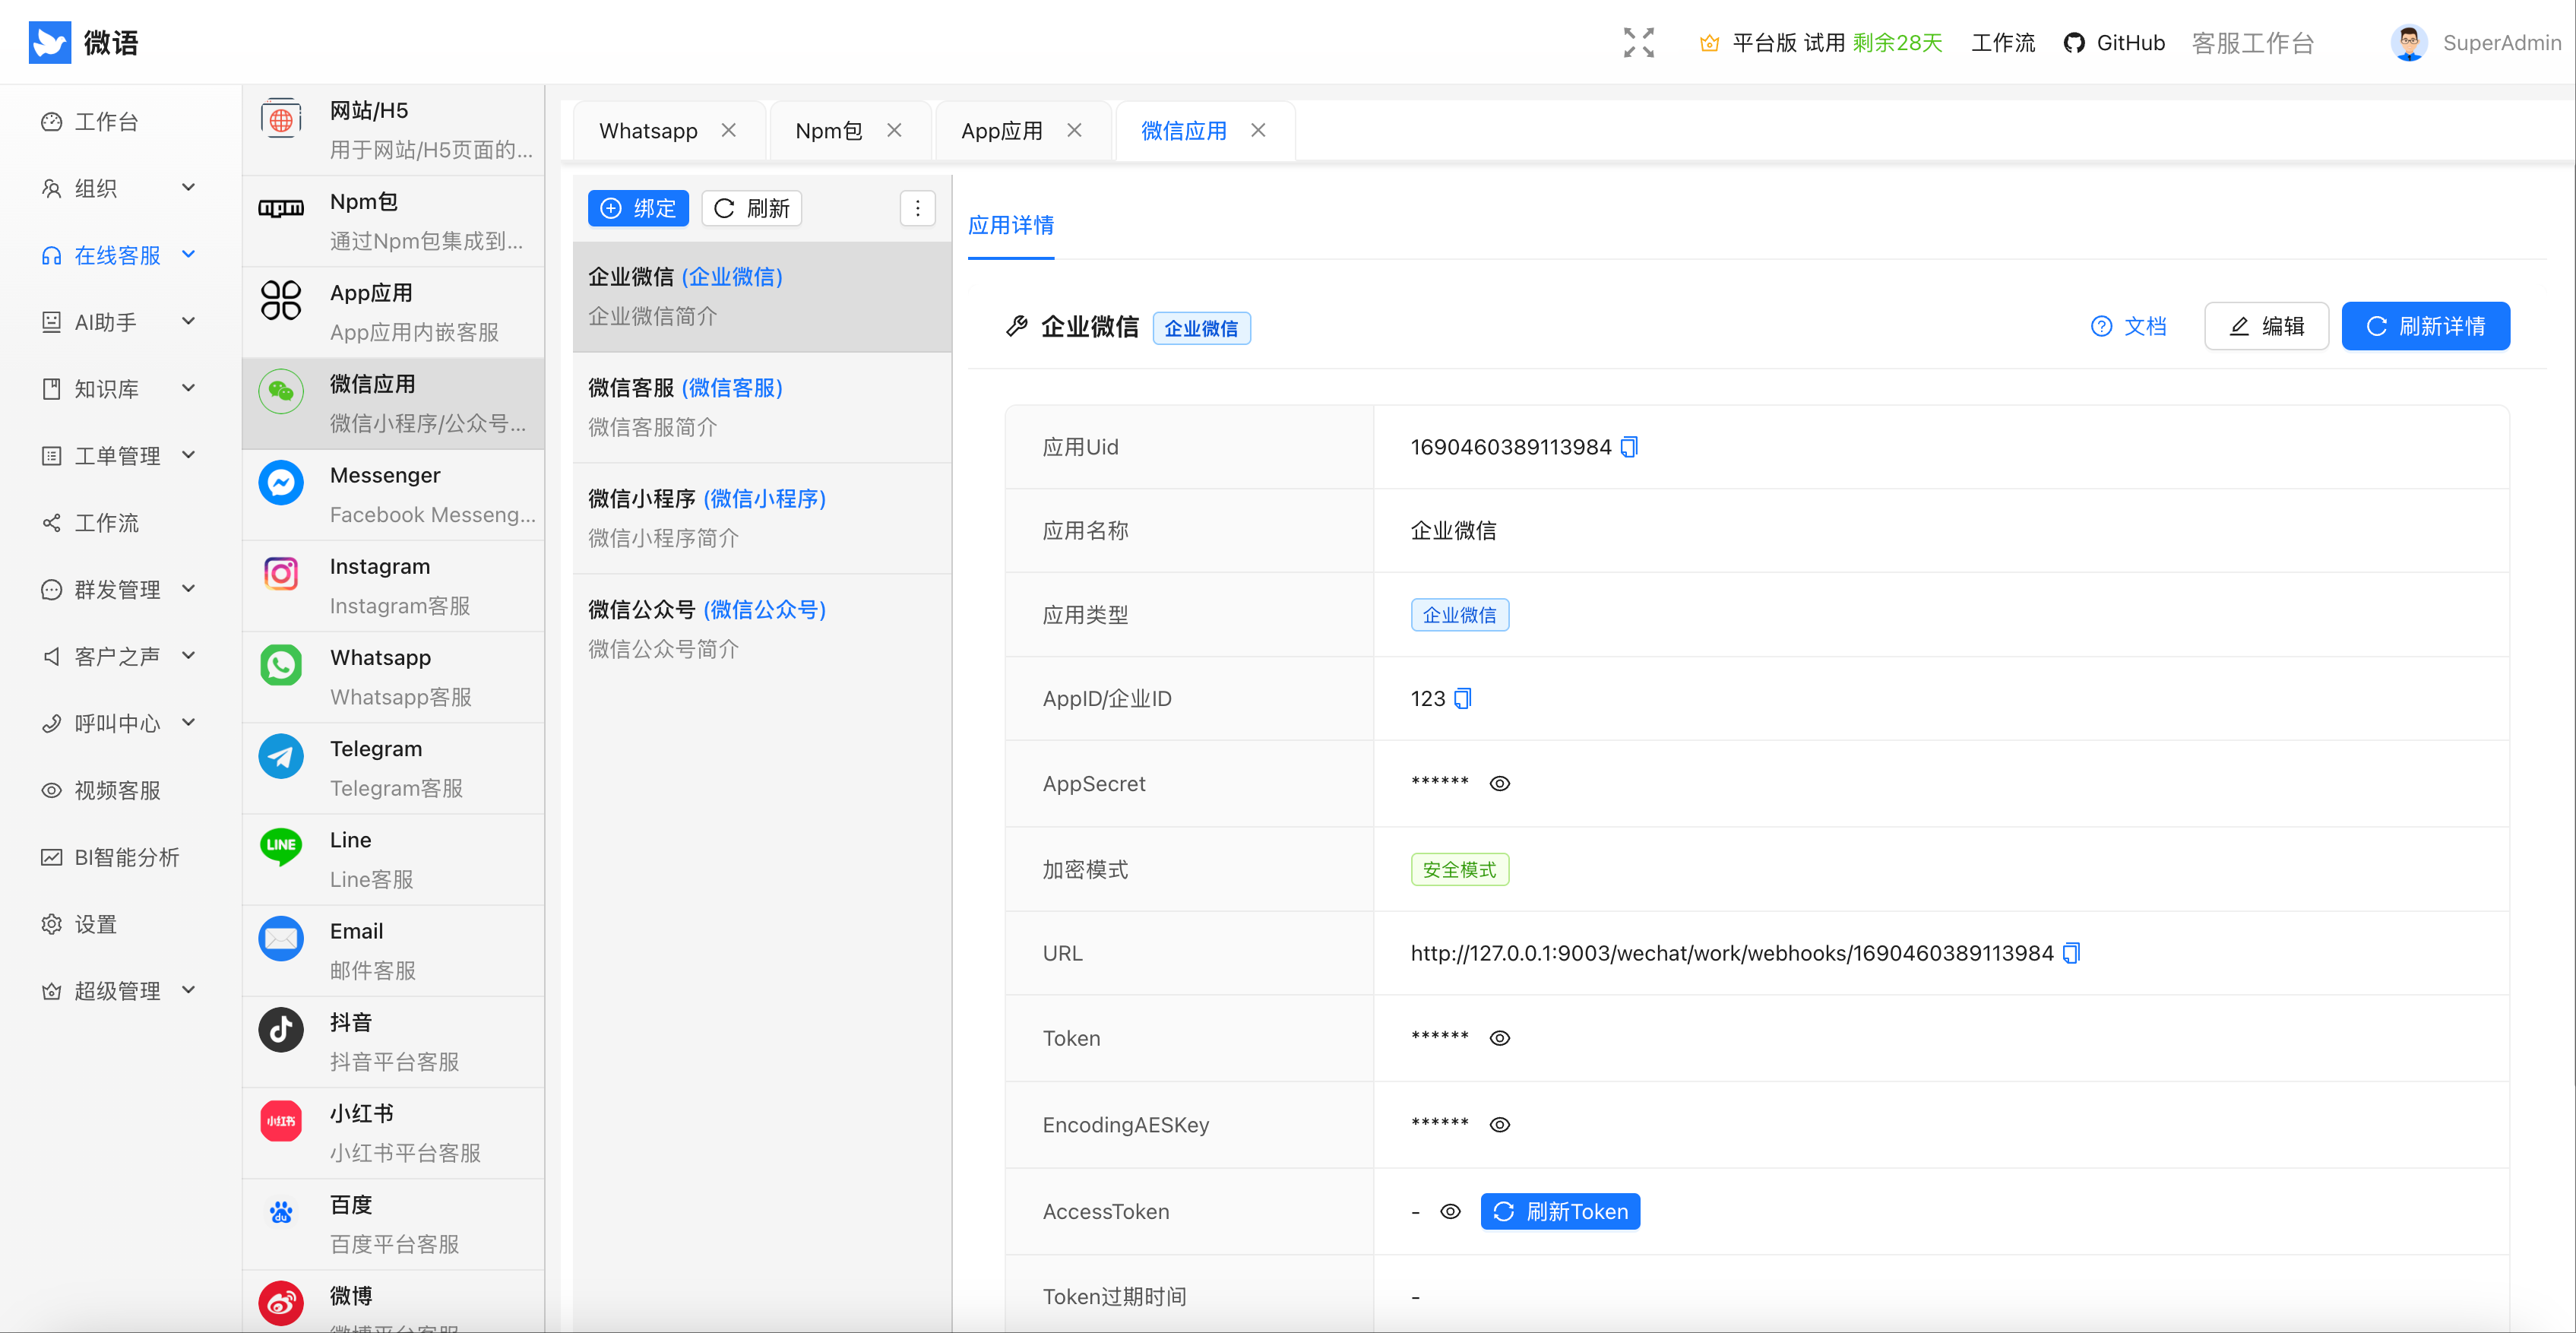 微语
平台版 试用 剩余28天
工作流
GitHub
客服工作台
SuperAdmin
工作台
组织
在线客服
AI助手
知识库
工单管理
工作流
群发管理
客户之声
呼叫中心
视频客服
BI智能分析
设置
超级管理
网站/H5
用于网站/H5页面的...
npm
Npm包
通过Npm包集成到...
App应用
App应用内嵌客服
微信应用
微信小程序/公众号...
Messenger
Facebook Messeng...
Instagram
Instagram客服
Whatsapp
Whatsapp客服
Telegram
Telegram客服
LINE
Line
Line客服
Email
邮件客服
抖音
抖音平台客服
小红书
小红书
小红书平台客服
du
百度
百度平台客服
微博
微博平台客服
Whatsapp
Npm包
App应用
微信应用
绑定
刷新
企业微信 (企业微信)
企业微信简介
微信客服 (微信客服)
微信客服简介
微信小程序 (微信小程序)
微信小程序简介
微信公众号 (微信公众号)
微信公众号简介
应用详情
企业微信 企业微信
文档
编辑
刷新详情
应用Uid 1690460389113984
应用名称 企业微信
应用类型 企业微信
AppID/企业ID 123
AppSecret ******
加密模式 安全模式
URL http://127.0.0.1:9003/wechat/work/webhooks/1690460389113984
Token ******
EncodingAESKey ******
AccessToken - 刷新Token
Token过期时间 -